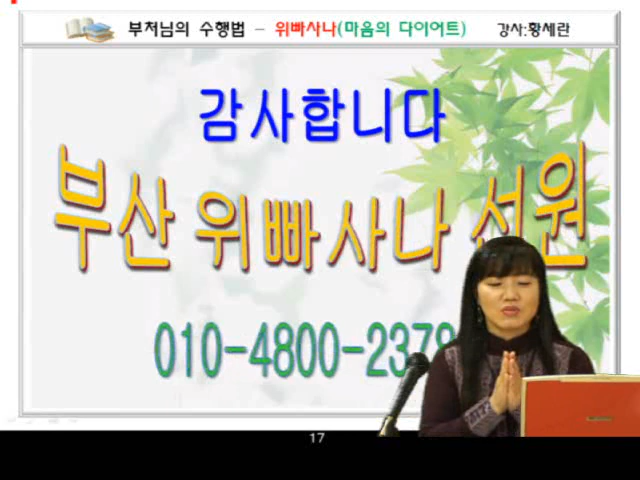 부처님의 수행법 - 위빠사나(마음의 다이어트) 강사:황세란
감사합니다
부산 위빠사나 선원
010-4800-2378
17